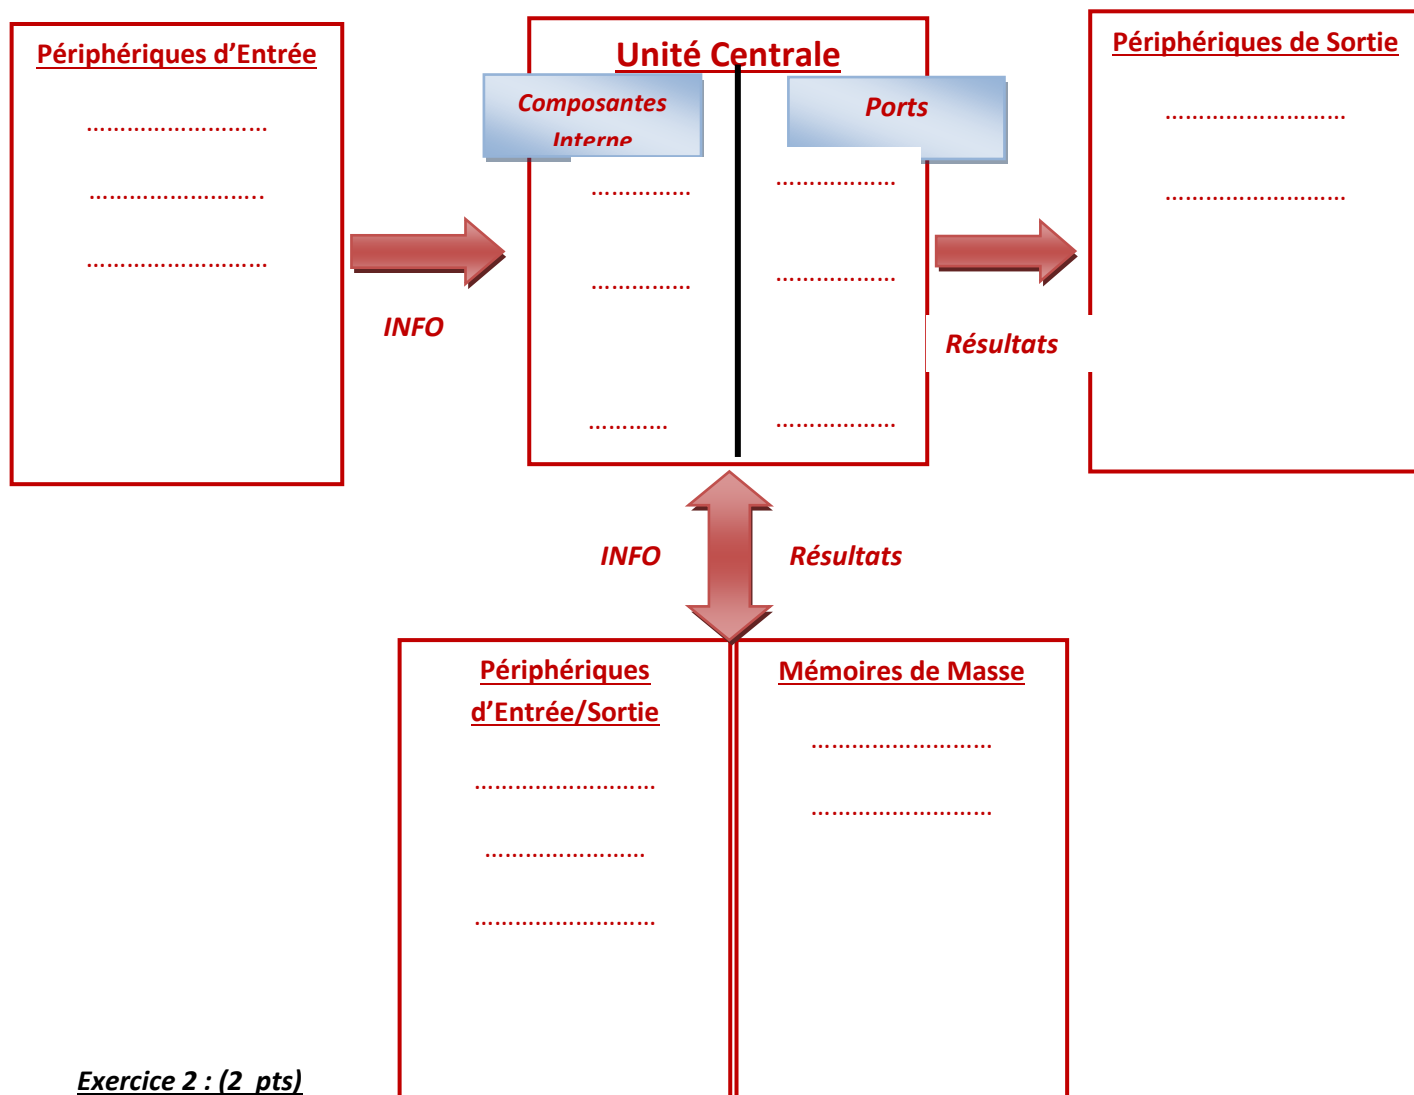 Périphériques d’Entrée
………………………
……………………..
………………………
INFO
Unité Centrale
Composantes
Interne
……………
……………
…………
Ports
………………
………………
………………
Résultats
Périphériques de Sortie
………………………
………………………
INFO
Résultats
Périphériques
d’Entrée/Sortie
………………………
……………………
………………………
Mémoires de Masse
………………………
………………………
Exercice 2 : (2 pts)